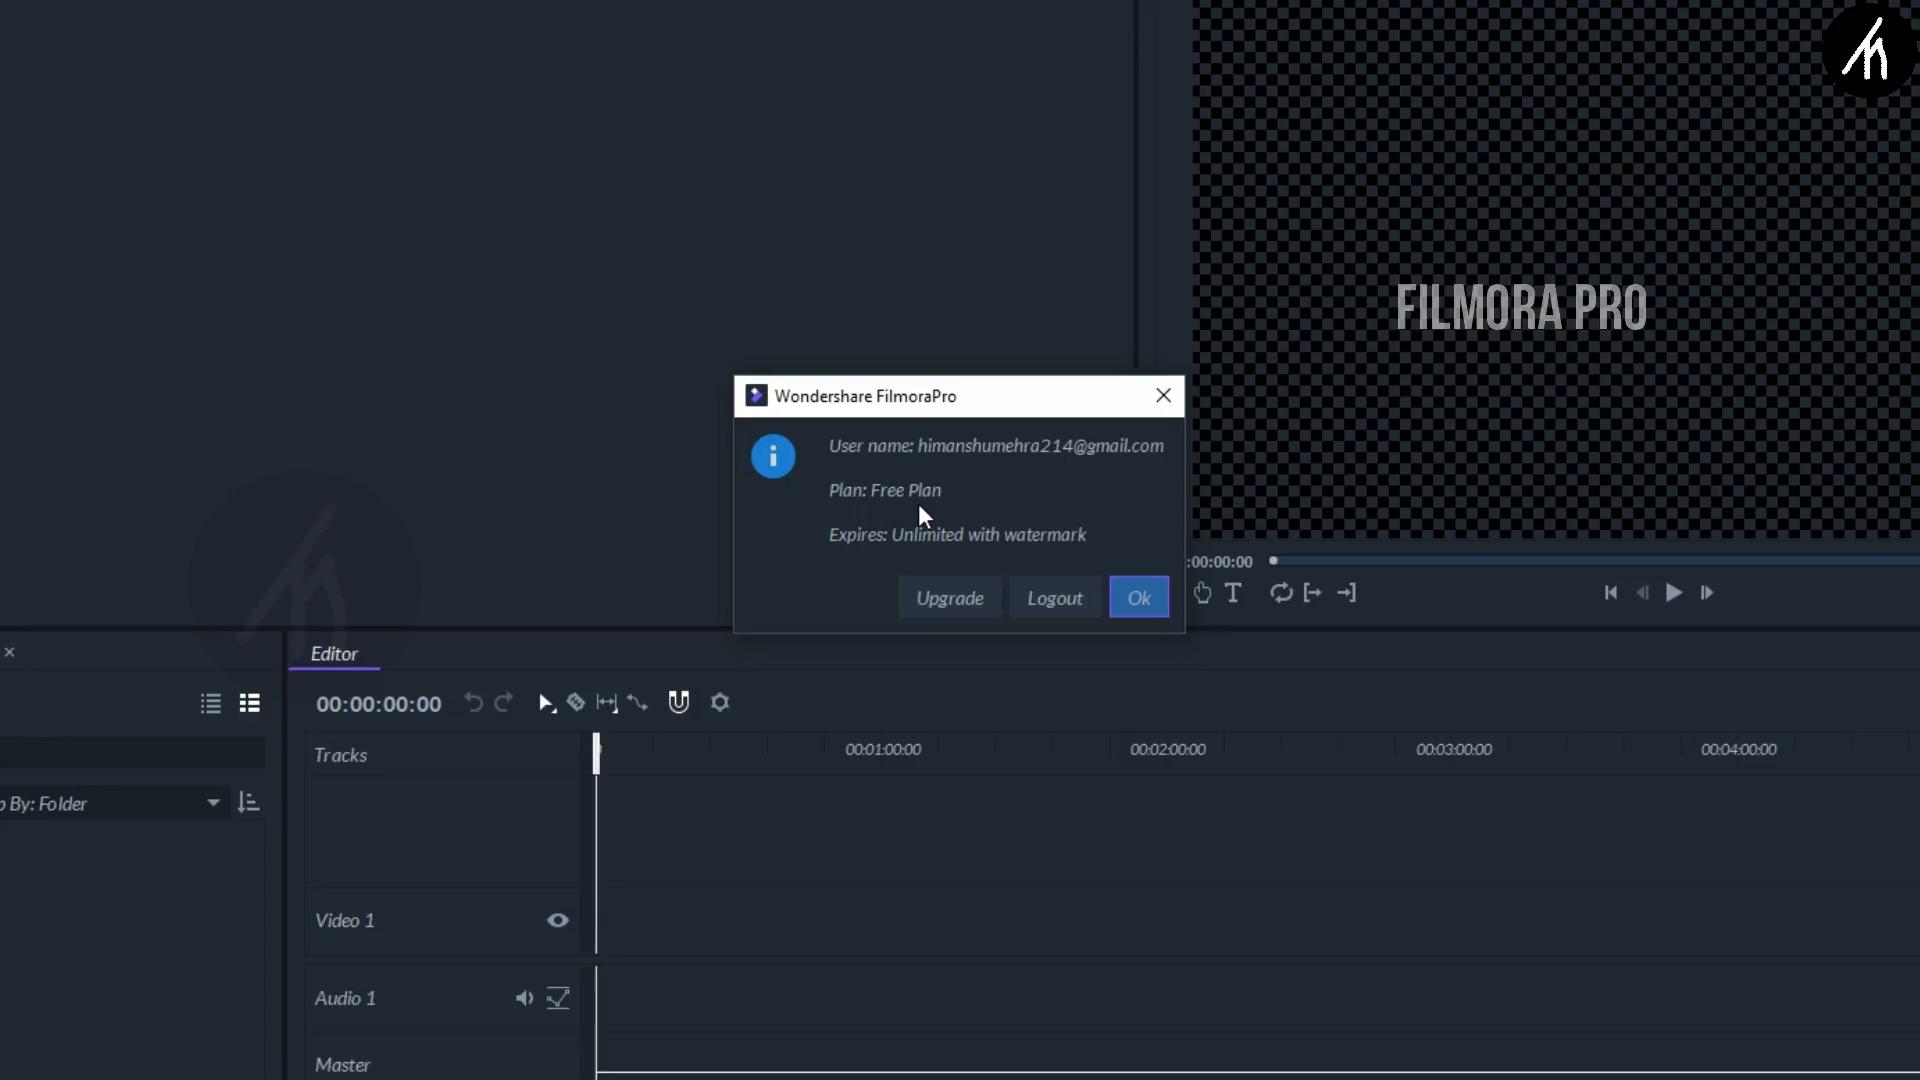 FILMORA PRO
Wondershare FilmoraPro
User name: himanshumehra214@gmail.com
Plan: Free Plan
Expires: Unlimited with watermark
Upgrade Logout Ok
:00:00:00
Editor
00:00:00:00
Tracks
00:01:00:00 00:02:00:00 00:03:00:00 00:04:00:00
By: Folder
Video 1
Audio 1
Master